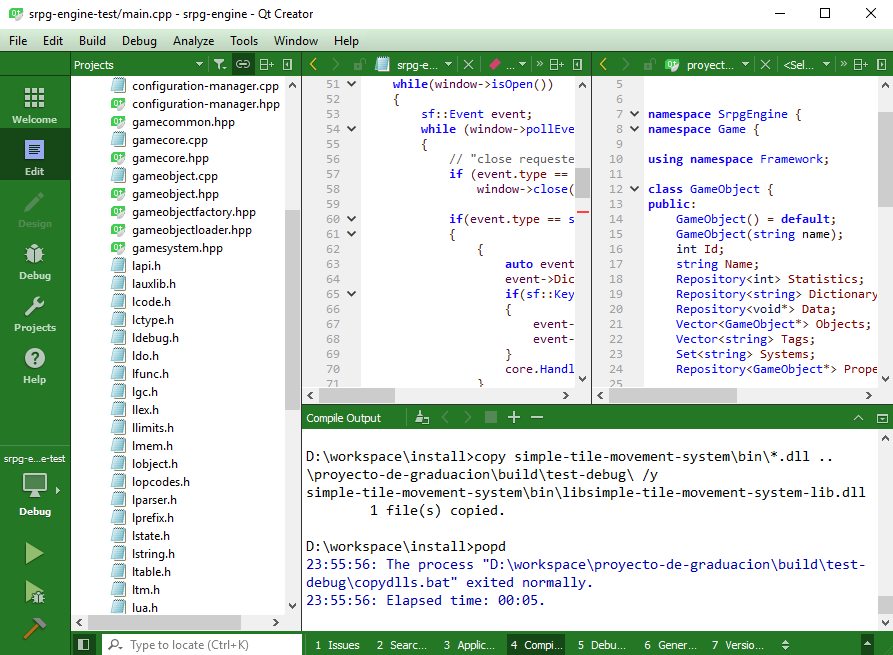 srpg-engine-test/main.cpp - srpg-engine - Qt Creator
File Edit Build Debug Analyze Tools Window Help
Projects
srpg-e...
...
»
proyect...
<Sel...
»
Welcome
Edit
Design
Debug
Projects
Help
srpg-e...e-test
Debug
configuration-manager.cpp
configuration-manager.hpp
gamecommon.hpp
gamecore.cpp
gamecore.hpp
gameobject.cpp
gameobject.hpp
gameobjectfactory.hpp
gameobjectloader.hpp
gamesystem.hpp
lapi.h
lauxlib.h
lcode.h
lctype.h
ldebug.h
ldo.h
lfunc.h
lgc.h
llex.h
llimits.h
lmem.h
lobject.h
lopcodes.h
lparser.h
lprefix.h
lstate.h
lstring.h
ltable.h
ltm.h
lua.h
51 while(window->isOpen())
52 {
53 sf::Event event;
54 while (window->pollEve
55 {
56 // "close requeste
57 if (event.type ==
58 window->close(
59
60 if(event.type == s
61 {
62 {
63 auto event
64 event->Dic
65 if(sf::Key
66 {
67 event-
68 event-
69 }
70 core.Handl
71 }
5
6
7 namespace SrpgEngine {
8 namespace Game {
9
10 using namespace Framework;
11
12 class GameObject {
13 public:
14 GameObject() = default;
15 GameObject(string name);
16 int Id;
17 string Name;
18 Repository<int> Statistics;
19 Repository<string> Dictionary
20 Repository<void*> Data;
21 Vector<GameObject*> Objects;
22 Vector<string> Tags;
23 Set<string> Systems;
24 Repository<GameObject*> Prope
25
Compile Output
D:\workspace\install>copy simple-tile-movement-system\bin\*.dll ..
\proyecto-de-graduacion\build\test-debug\ /y
simple-tile-movement-system\bin\libsimple-tile-movement-system-lib.dll
1 file(s) copied.
D:\workspace\install>popd
23:55:56: The process "D:\workspace\proyecto-de-graduacion\build\test-
debug\copydlls.bat" exited normally.
23:55:56: Elapsed time: 00:05.
Type to locate (Ctrl+K)
1 Issues 2 Searc... 3 Applic... 4 Compi... 5 Debu... 6 Gener... 7 Versio...